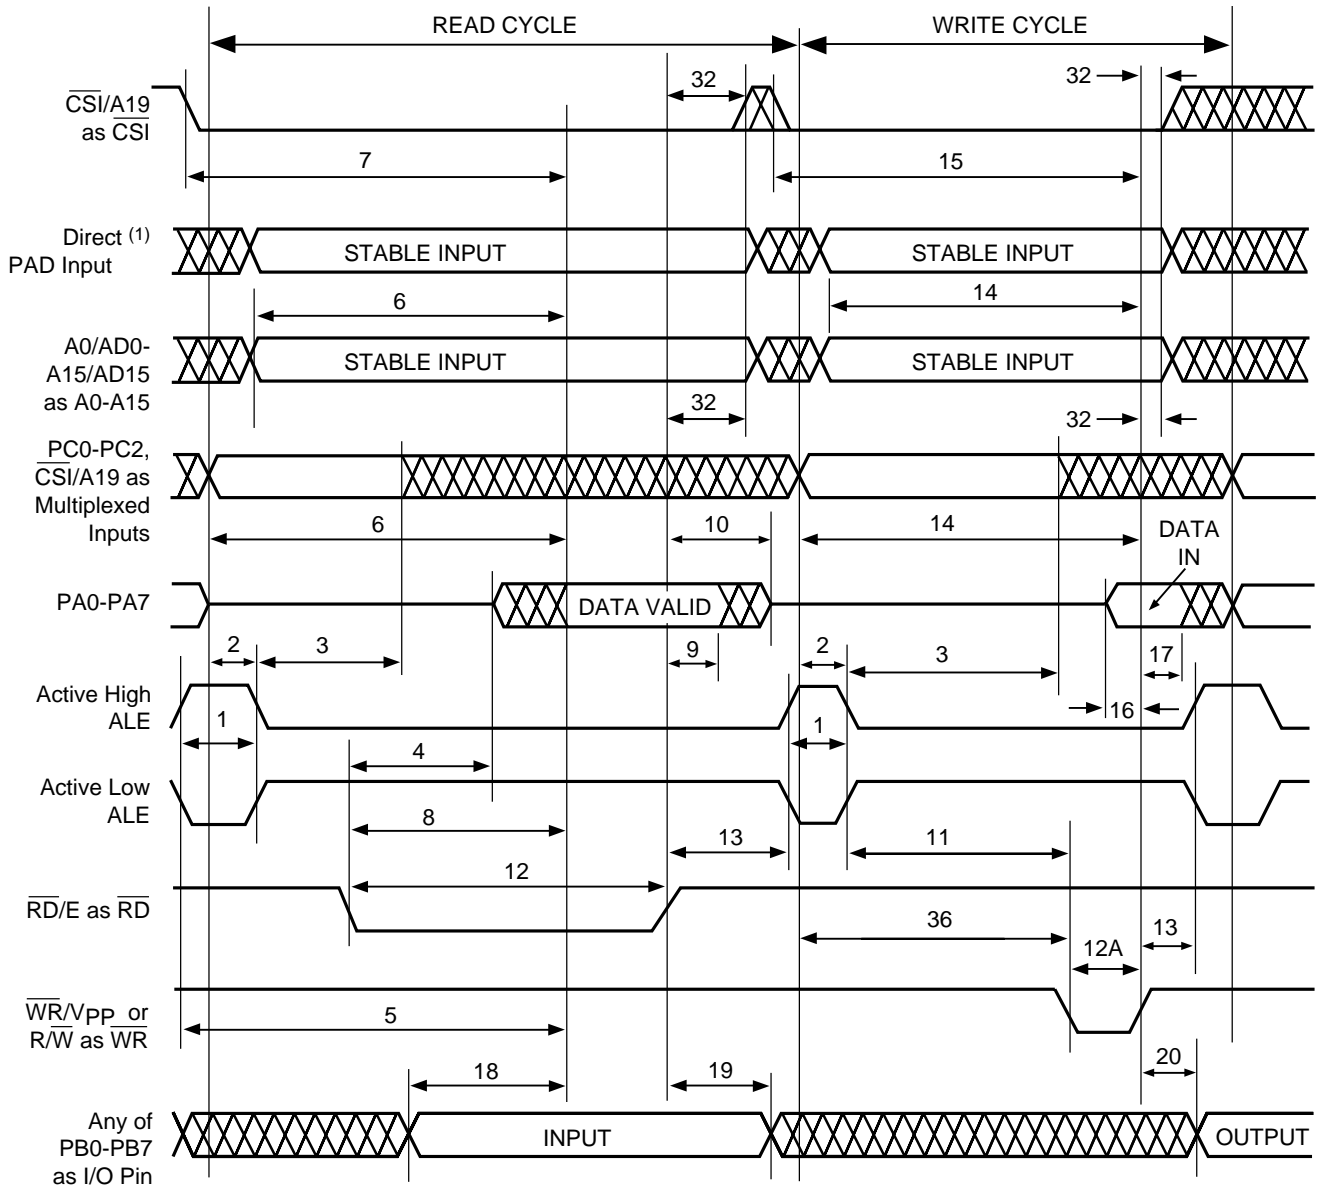 READ CYCLE
WRITE CYCLE
32
32
CSI/A19
as CSI
7
15
Direct (1)
PAD Input
STABLE INPUT
STABLE INPUT
6
14
A0/AD0-
A15/AD15
as A0-A15
STABLE INPUT
STABLE INPUT
32
32
PC0-PC2,
CSI/A19 as
Multiplexed
Inputs
6
10
14
DATA
IN
PA0-PA7
DATA VALID
2
3
9
2
3
17
Active High
ALE
1
1
16
4
Active Low
ALE
8
13
11
12
RD/E as RD
36
12A
13
WR/VPP or
R/W as WR
5
18
19
20
Any of
PB0-PB7
as I/O Pin
INPUT
OUTPUT